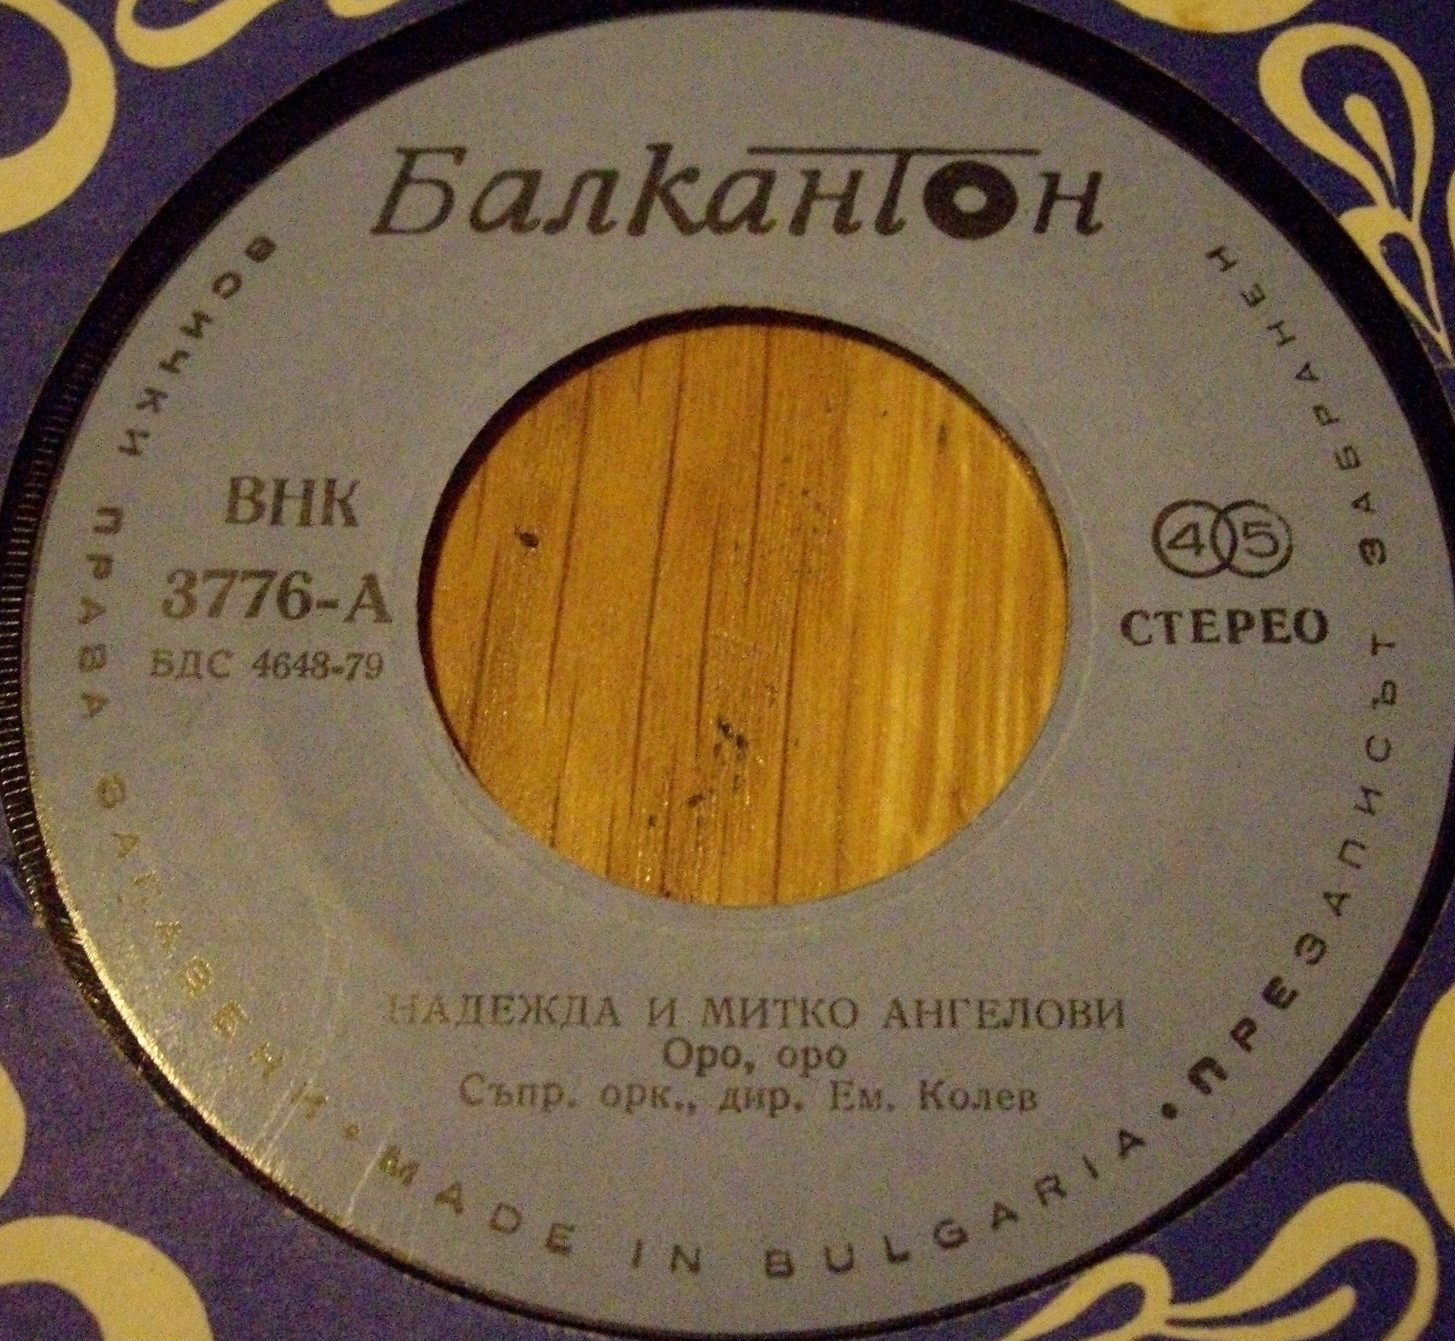 Балкантон
ВНК
3776-А
БДС 4648-79
45
СТЕРЕО
НАДЕЖДА И МИТКО АНГЕЛОВИ
Оро, оро
Съпр. орк., дир. Ем. Колев
ВСИЧКИ ПРАВА ЗАПАЗЕНИ • MADE IN BULGARIA • ПРЕЗАПИСЪТ ЗАБРАНЕН